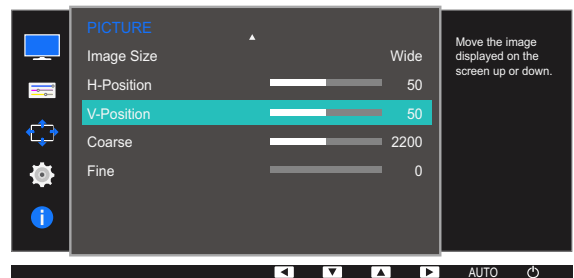 PICTURE
Image Size Wide
H-Position 50
V-Position 50
Coarse 2200
Fine 0
Move the image
displayed on the
screen up or down.
AUTO